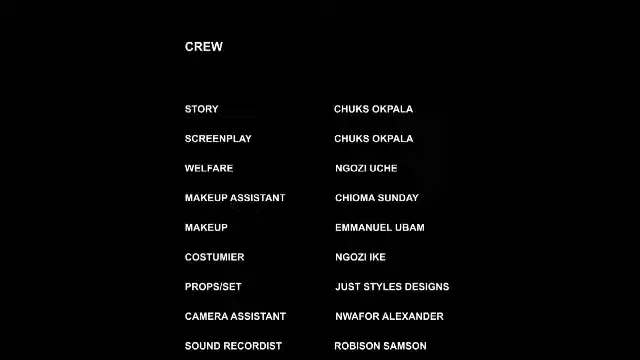 CREW
STORY CHUKS OKPALA
SCREENPLAY CHUKS OKPALA
WELFARE NGOZI UCHE
MAKEUP ASSISTANT CHIOMA SUNDAY
MAKEUP EMMANUEL UBAM
COSTUMIER NGOZI IKE
PROPS/SET JUST STYLES DESIGNS
CAMERA ASSISTANT NWAFOR ALEXANDER
SOUND RECORDIST ROBISON SAMSON